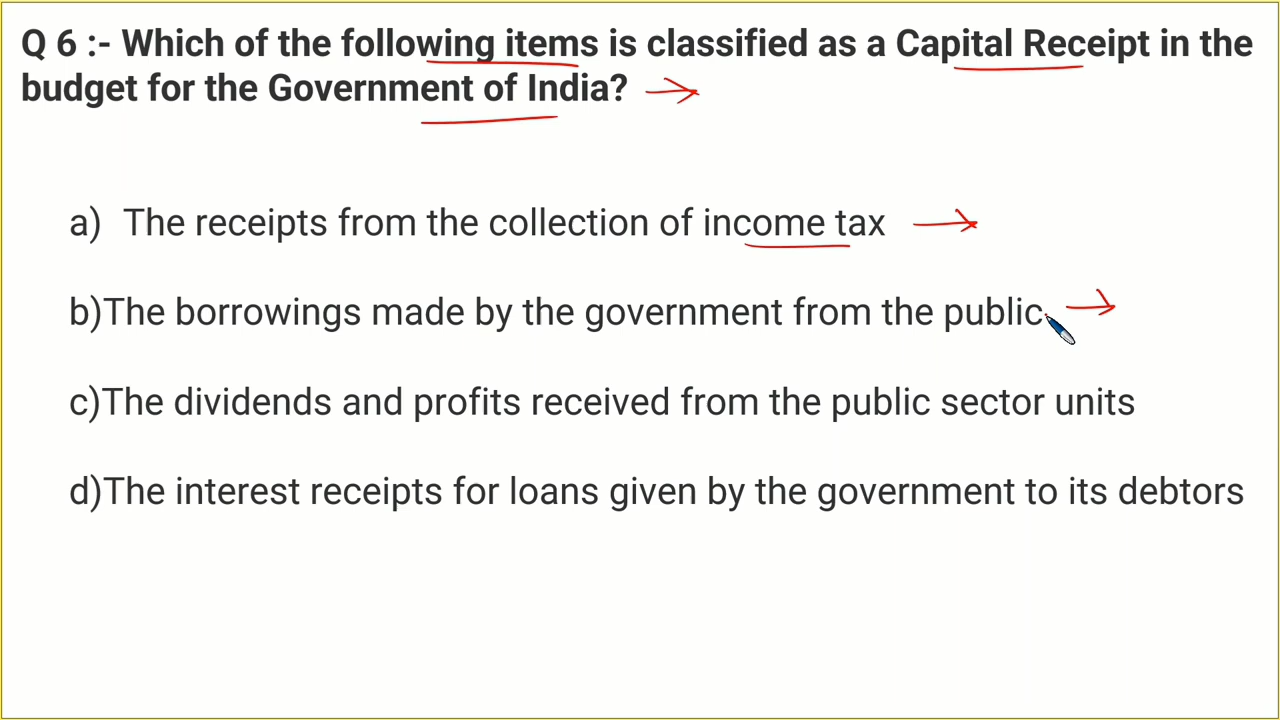 Q 6 :- Which of the following items is classified as a Capital Receipt in the
budget for the Government of India?
a) The receipts from the collection of income tax
b)The borrowings made by the government from the public
c)The dividends and profits received from the public sector units
d)The interest receipts for loans given by the government to its debtors